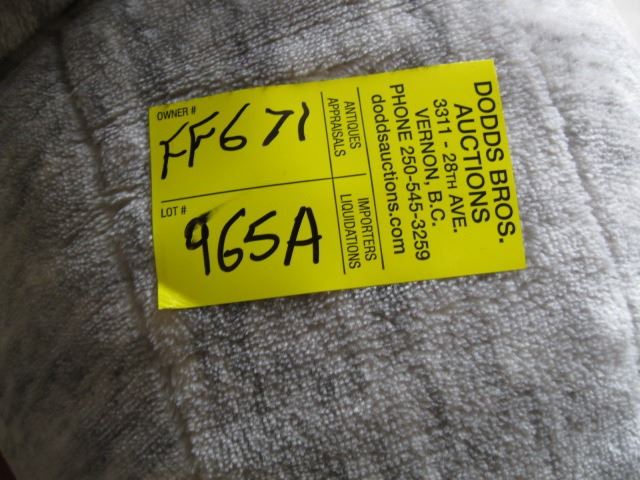 DODDS BROS.
AUCTIONS
3311 - 28TH AVE.
VERNON, B.C.
PHONE 250-545-3259
doddsauctions.com
ANTIQUES
APPRAISALS
IMPORTERS
LIQUIDATIONS
OWNER #
FF671
LOT #
965A